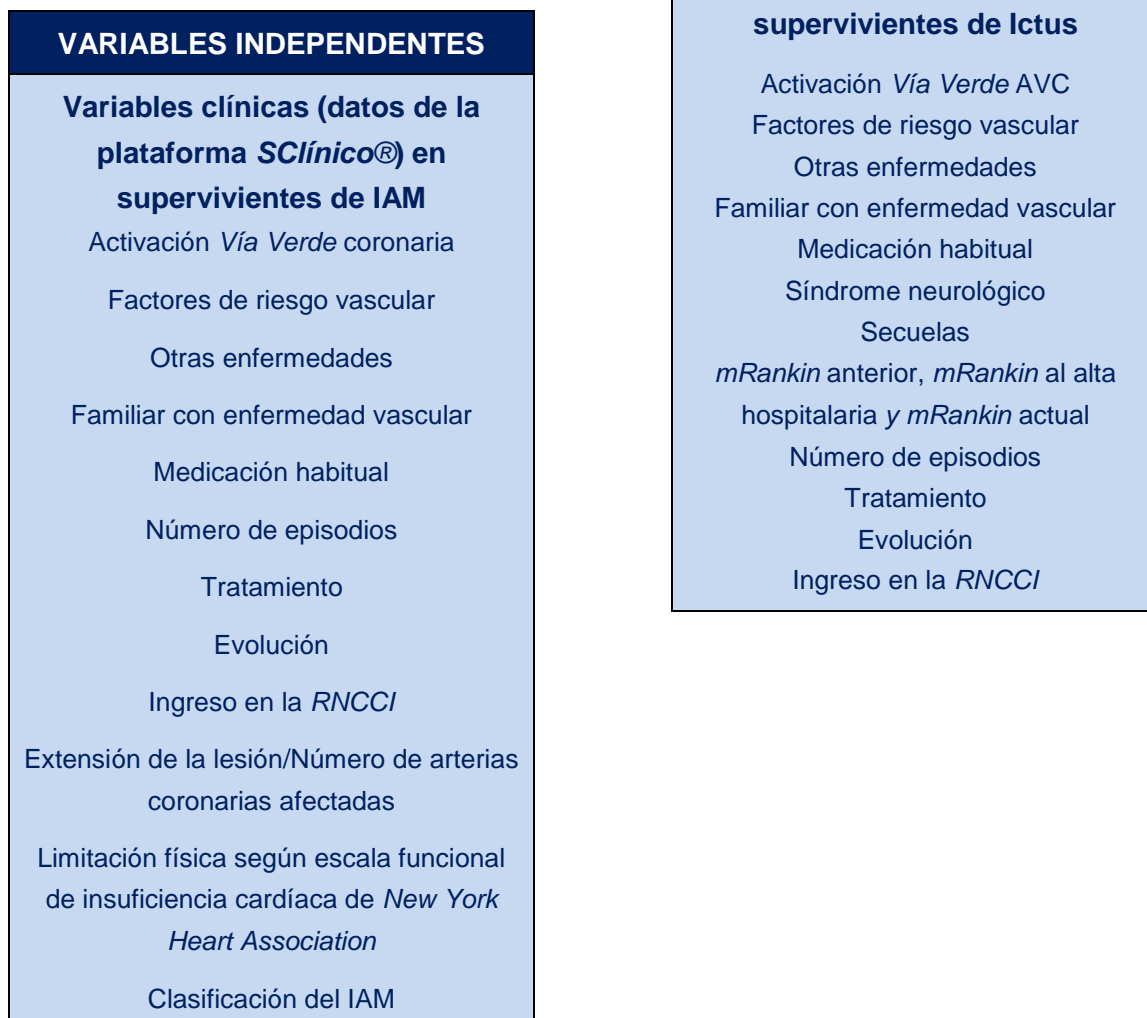 VARIABLES INDEPENDENTES
Variables clínicas (datos de la
plataforma SClínico®) en
supervivientes de IAM
Activación Vía Verde coronaria
Factores de riesgo vascular
Otras enfermedades
Familiar con enfermedad vascular
Medicación habitual
Número de episodios
Tratamiento
Evolución
Ingreso en la RNCCI
Extensión de la lesión/Número de arterias
coronarias afectadas
Limitación física según escala funcional
de insuficiencia cardíaca de New York
Heart Association
Clasificación del IAM
supervivientes de Ictus
Activación Vía Verde AVC
Factores de riesgo vascular
Otras enfermedades
Familiar con enfermedad vascular
Medicación habitual
Síndrome neurológico
Secuelas
mRankin anterior, mRankin al alta
hospitalaria y mRankin actual
Número de episodios
Tratamiento
Evolución
Ingreso en la RNCCI